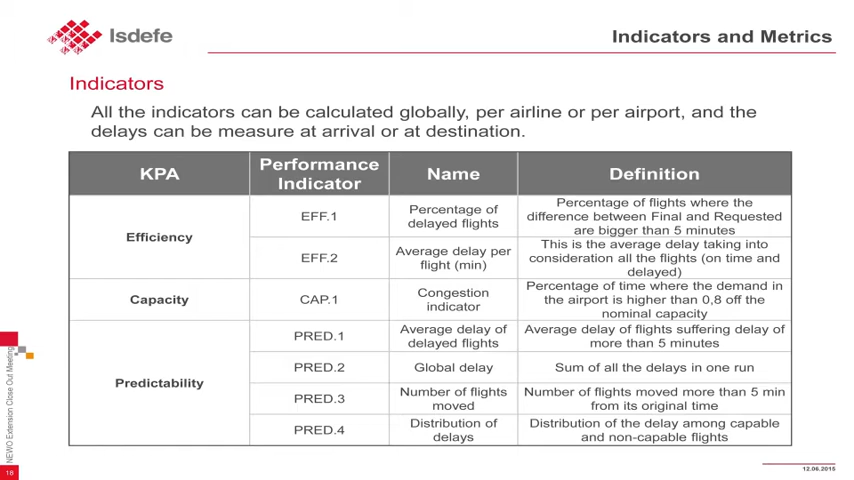 Isdefe
Indicators and Metrics
Indicators
All the indicators can be calculated globally, per airline or per airport, and the
delays can be measure at arrival or at destination.
KPA
Performance
Indicator
Name
Definition
Efficiency
EFF.1
Percentage of
delayed flights
Percentage of flights where the
difference between Final and Requested
are bigger than 5 minutes
EFF.2
Average delay per
flight (min)
This is the average delay taking into
consideration all the flights (on time and
delayed)
Capacity
CAP.1
Congestion
indicator
Percentage of time where the demand in
the airport is higher than 0,8 off the
nominal capacity
Predictability
PRED.1
Average delay of
delayed flights
Average delay of flights suffering delay of
more than 5 minutes
PRED.2
Global delay
Sum of all the delays in one run
PRED.3
Number of flights
moved
Number of flights moved more than 5 min
from its original time
PRED.4
Distribution of
delays
Distribution of the delay among capable
and non-capable flights
NEWO Extension Close Out Meeting
18
12.06.2015